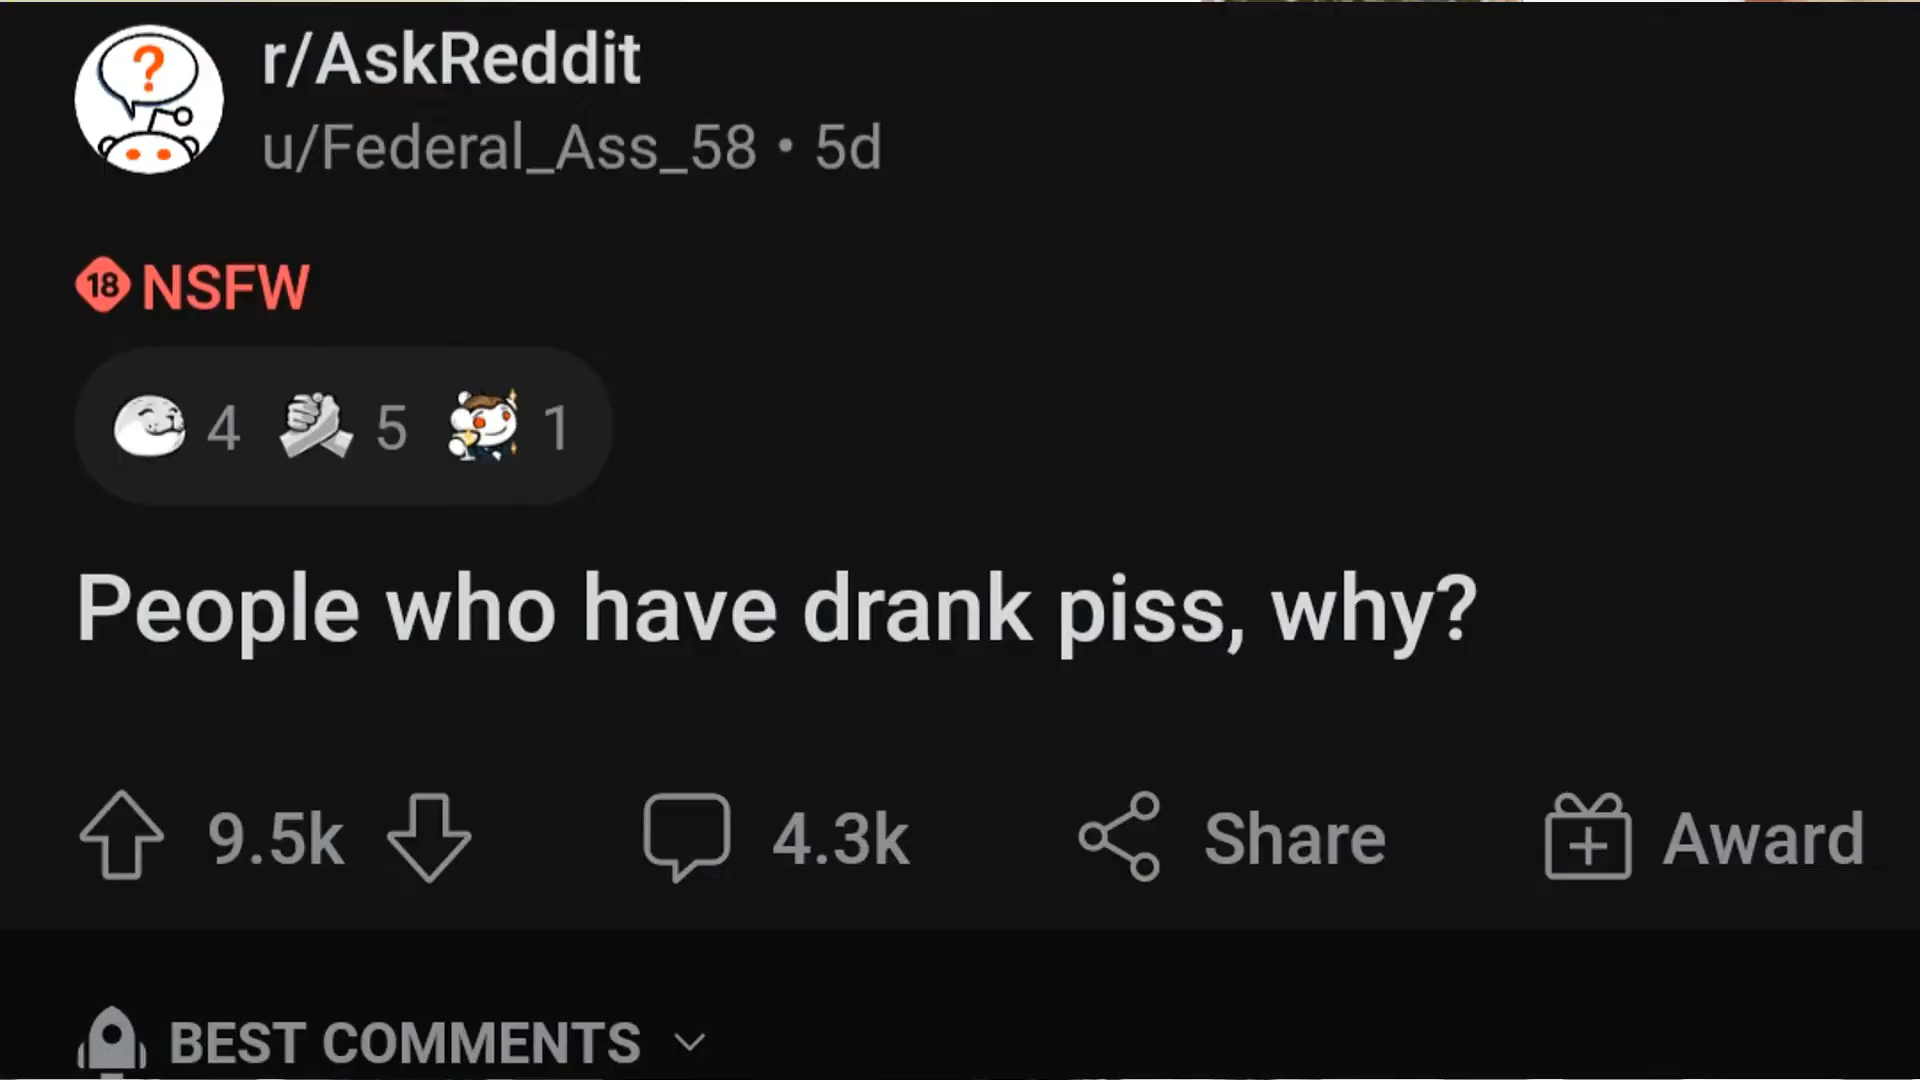 ?
r/AskReddit
u/Federal_Ass_58 • 5d
18 NSFW
4 5 1
People who have drank piss, why?
9.5k 4.3k Share Award
BEST COMMENTS